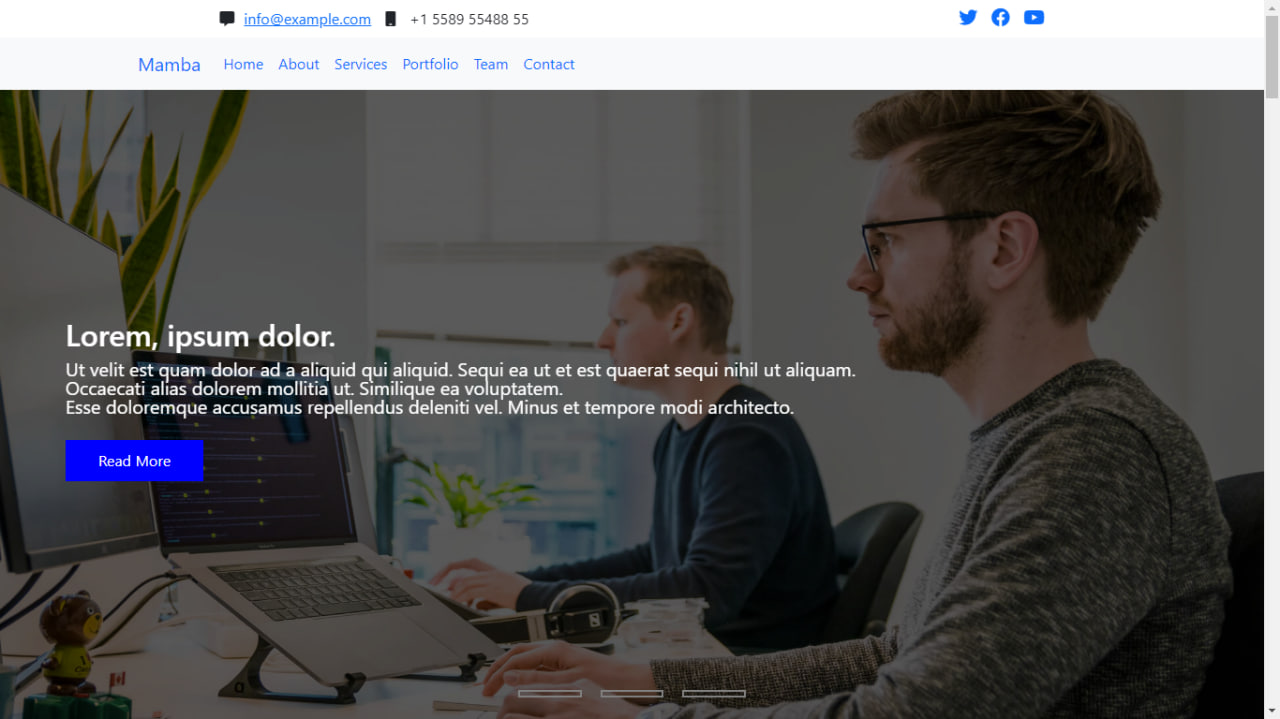 info@example.com +1 5589 55488 55
Mamba Home About Services Portfolio Team Contact
Lorem, ipsum dolor.
Ut velit est quam dolor ad a aliquid qui aliquid. Sequi ea ut et est quaerat sequi nihil ut aliquam.
Occaecati alias dolorem mollitia ut. Similique ea voluptatem.
Esse doloremque accusamus repellendus deleniti vel. Minus et tempore modi architecto.
Read More